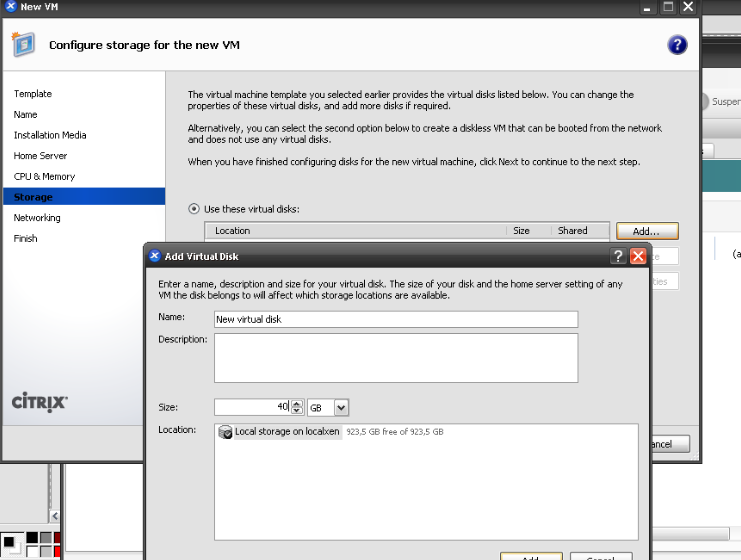 New VM
Configure storage for the new VM
?
Template
Name
Installation Media
Home Server
CPU & Memory
Storage
Networking
Finish
CITRIX
The virtual machine template you selected earlier provides the virtual disks listed below. You can change the
properties of these virtual disks, and add more disks if required.
Alternatively, you can select the second option below to create a diskless VM that can be booted from the network
and does not use any virtual disks.
When you have finished configuring disks for the new virtual machine, click Next to continue to the next step.
Use these virtual disks:
Location Size Shared
Add...
Add Virtual Disk
?
Enter a name, description and size for your virtual disk. The size of your disk and the home server setting of any
VM the disk belongs to will affect which storage locations are available.
Name: New virtual disk
Description:
Size: 40 GB
Location: Local storage on localxen 923,5 GB free of 923,5 GB
Add Cancel